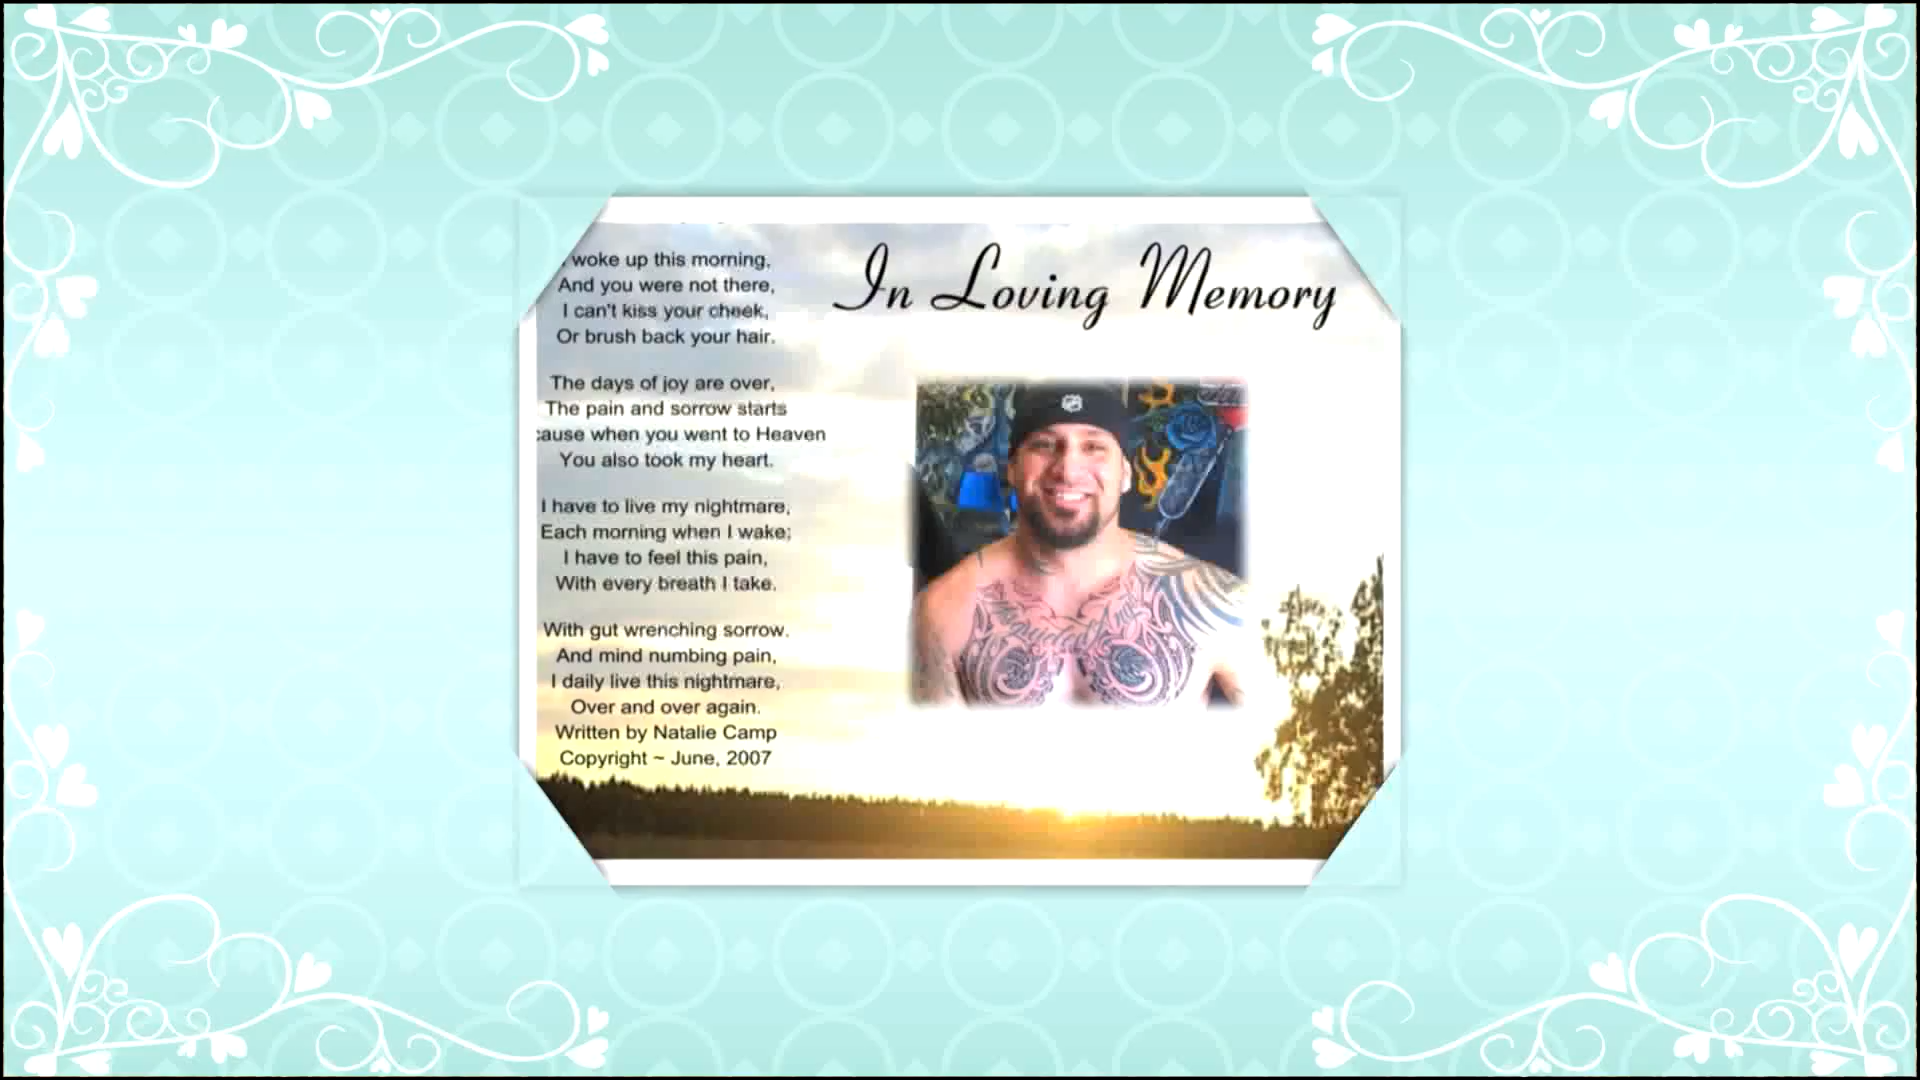 woke up this morning,
And you were not there,
I can't kiss your cheek,
Or brush back your hair.
The days of joy are over,
The pain and sorrow starts
cause when you went to Heaven
You also took my heart.
I have to live my nightmare,
Each morning when I wake;
I have to feel this pain,
With every breath I take.
With gut wrenching sorrow.
And mind numbing pain,
I daily live this nightmare,
Over and over again.
Written by Natalie Camp
Copyright ~ June, 2007
In Loving Memory